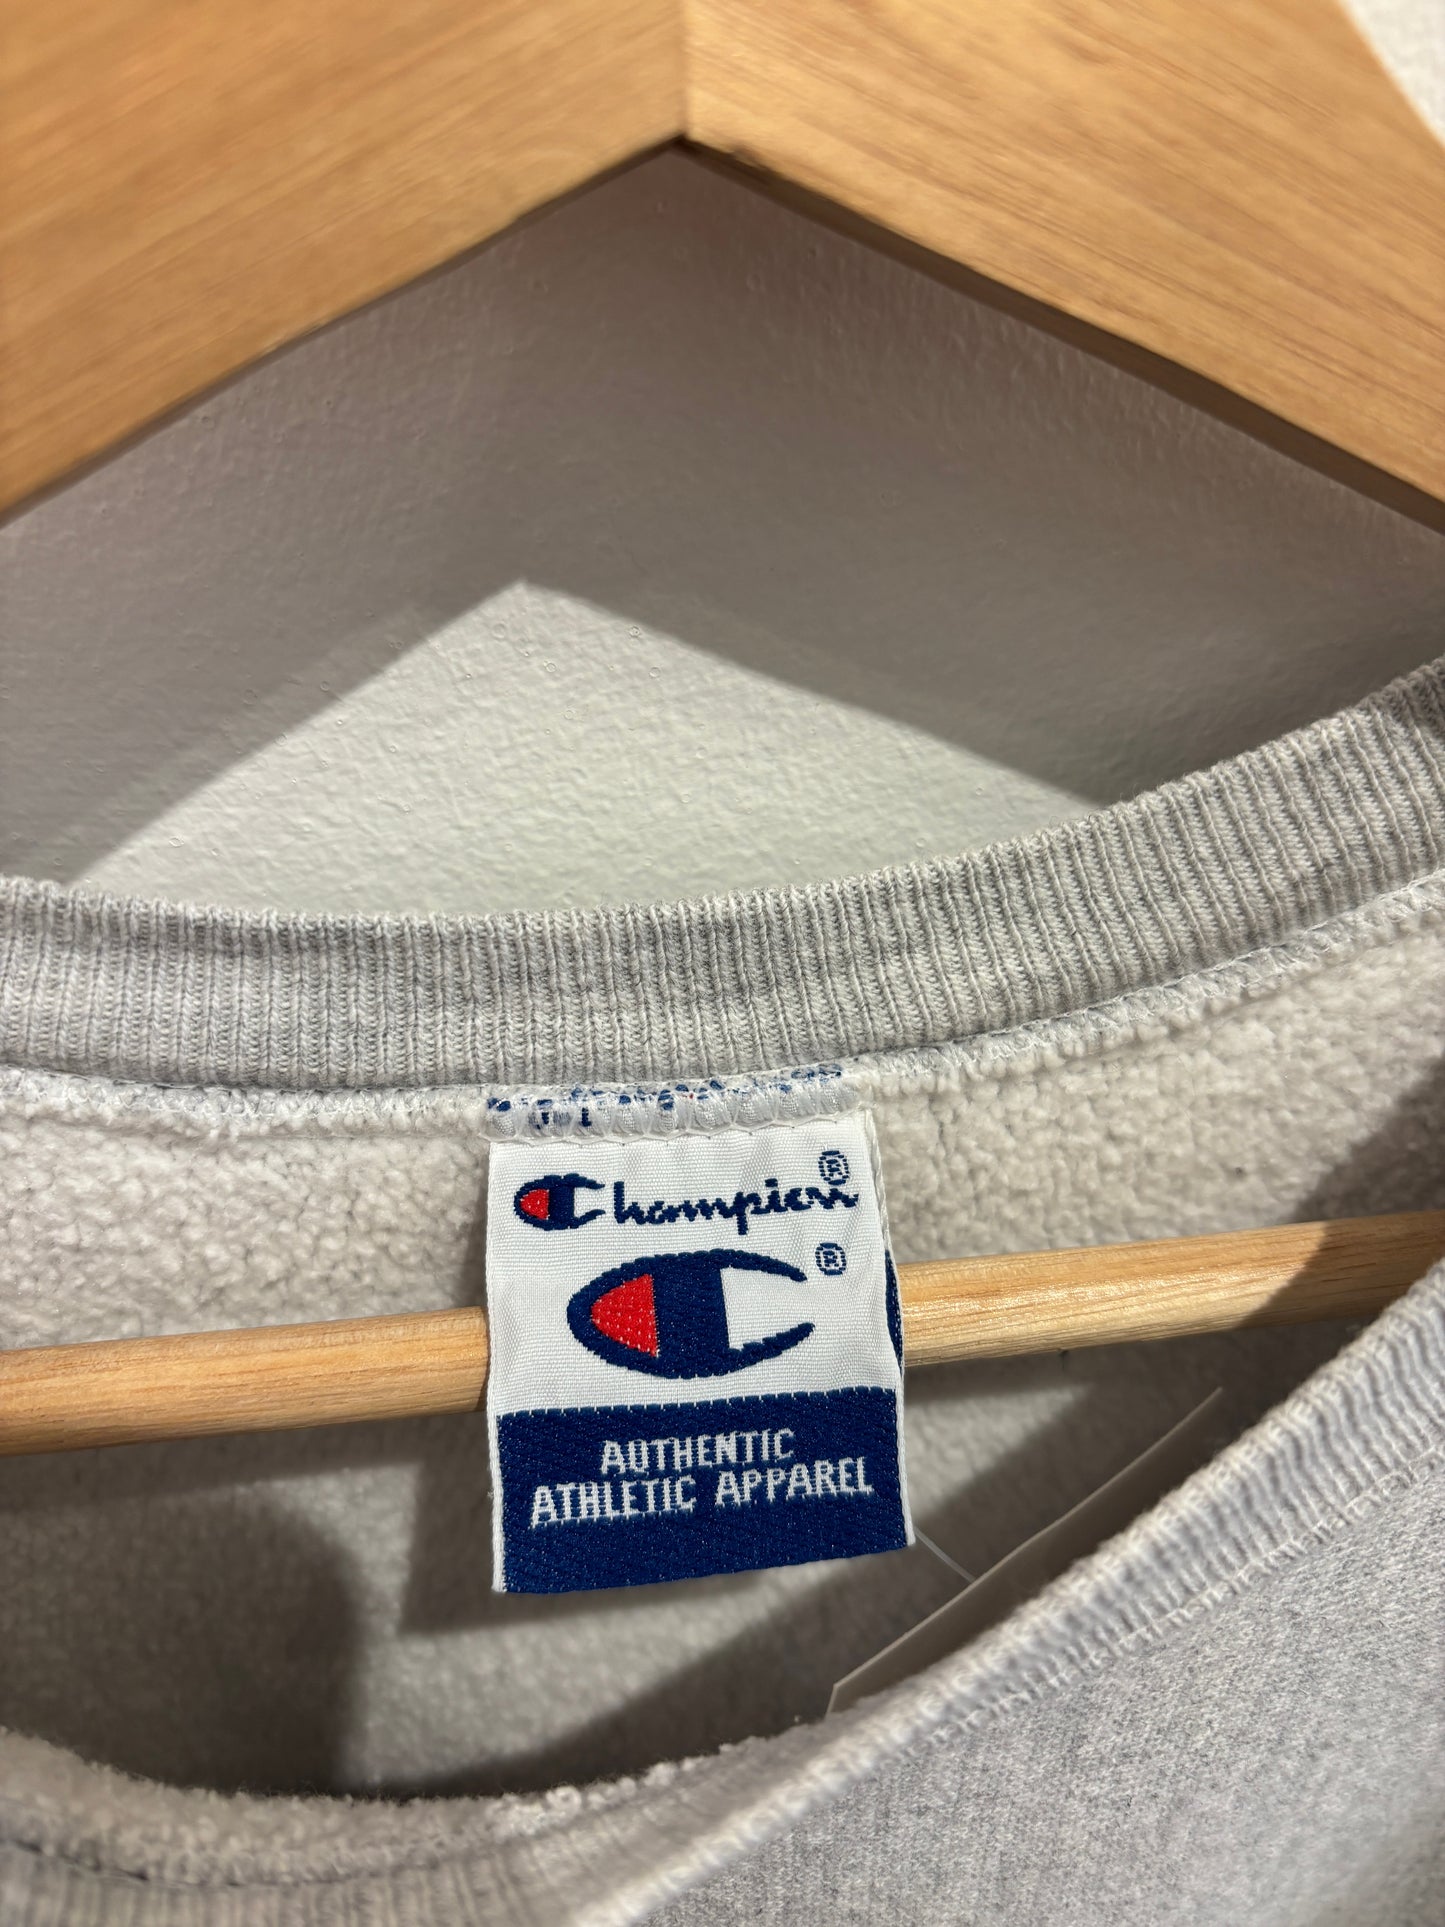 Champion®
®
AUTHENTIC
ATHLETIC APPAREL